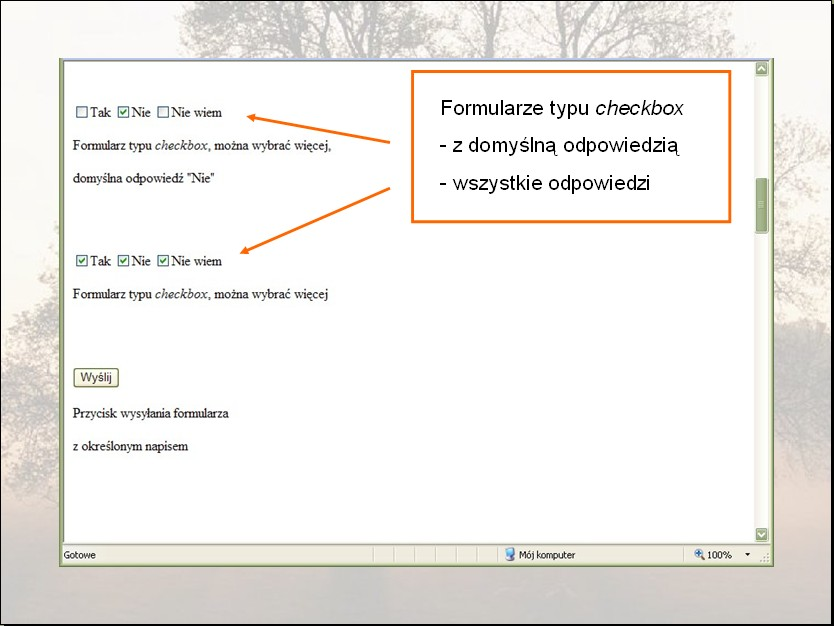 Tak Nie Nie wiem
Formularz typu checkbox, można wybrać więcej,
domyślna odpowiedź "Nie"
Formularze typu checkbox
- z domyślną odpowiedzią
- wszystkie odpowiedzi
Tak Nie Nie wiem
Formularz typu checkbox, można wybrać więcej
Wyślij
Przycisk wysyłania formularza
z określonym napisem
Gotowe
Mój komputer
100%